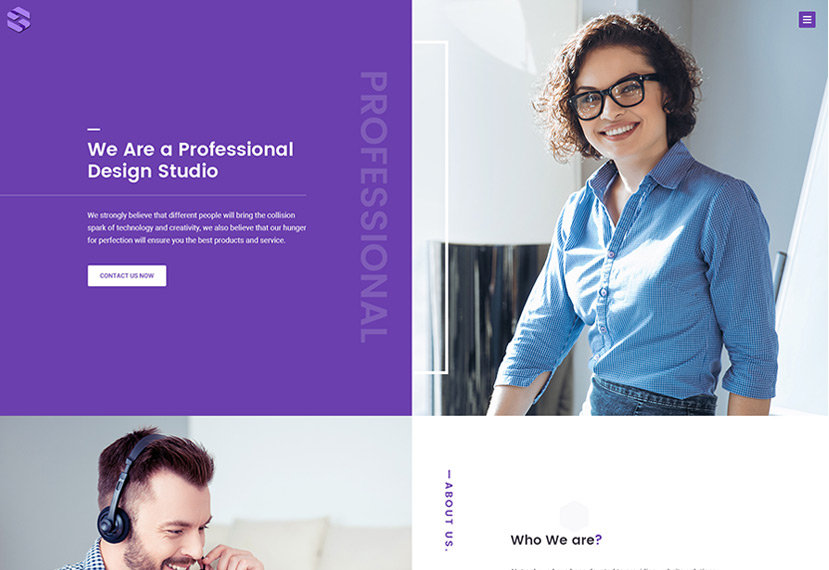 We Are a Professional
Design Studio
We strongly believe that different people will bring the collision
spark of technology and creativity, we also believe that our hunger
for perfection will ensure you the best products and service.
CONTACT US NOW
PROFESSIONAL
ABOUT US.
Who We are?